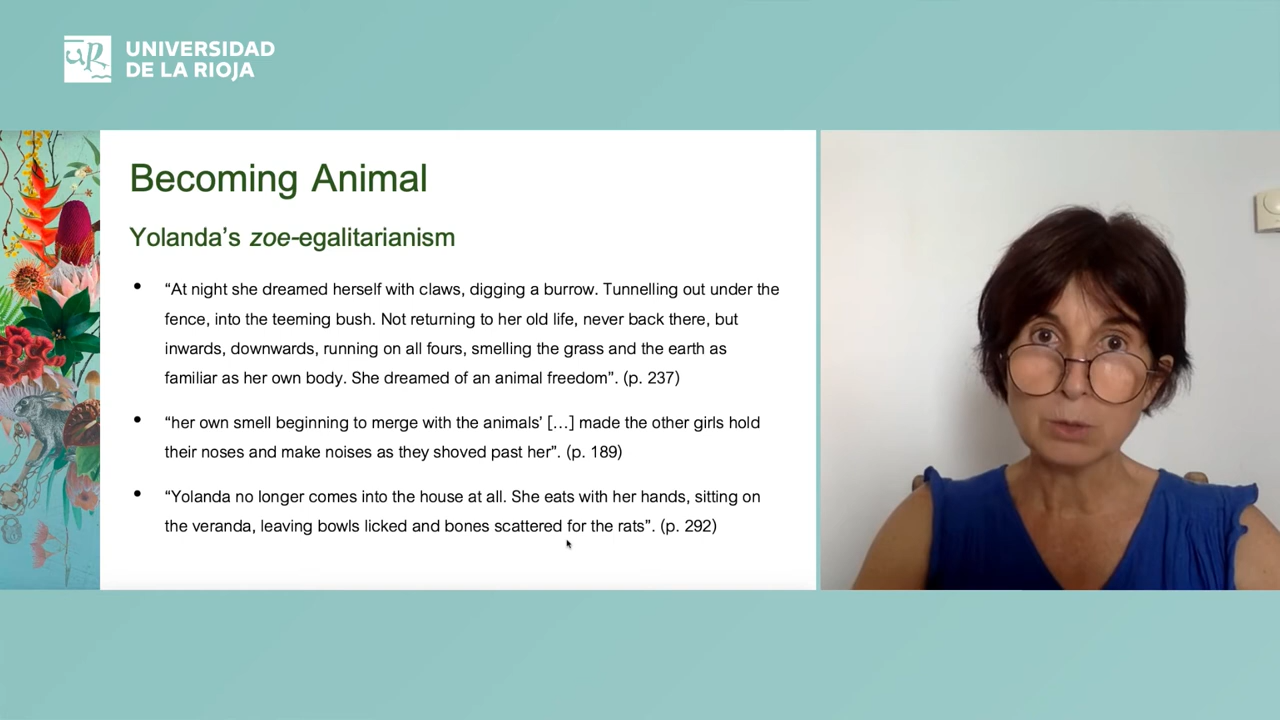 UNIVERSIDAD
DE LA RIOJA
Becoming Animal
Yolanda’s zoe-egalitarianism
• “At night she dreamed herself with claws, digging a burrow. Tunnelling out under the
fence, into the teeming bush. Not returning to her old life, never back there, but
inwards, downwards, running on all fours, smelling the grass and the earth as
familiar as her own body. She dreamed of an animal freedom”. (p. 237)
• “her own smell beginning to merge with the animals’ […] made the other girls hold
their noses and make noises as they shoved past her”. (p. 189)
• “Yolanda no longer comes into the house at all. She eats with her hands, sitting on
the veranda, leaving bowls licked and bones scattered for the rats”. (p. 292)